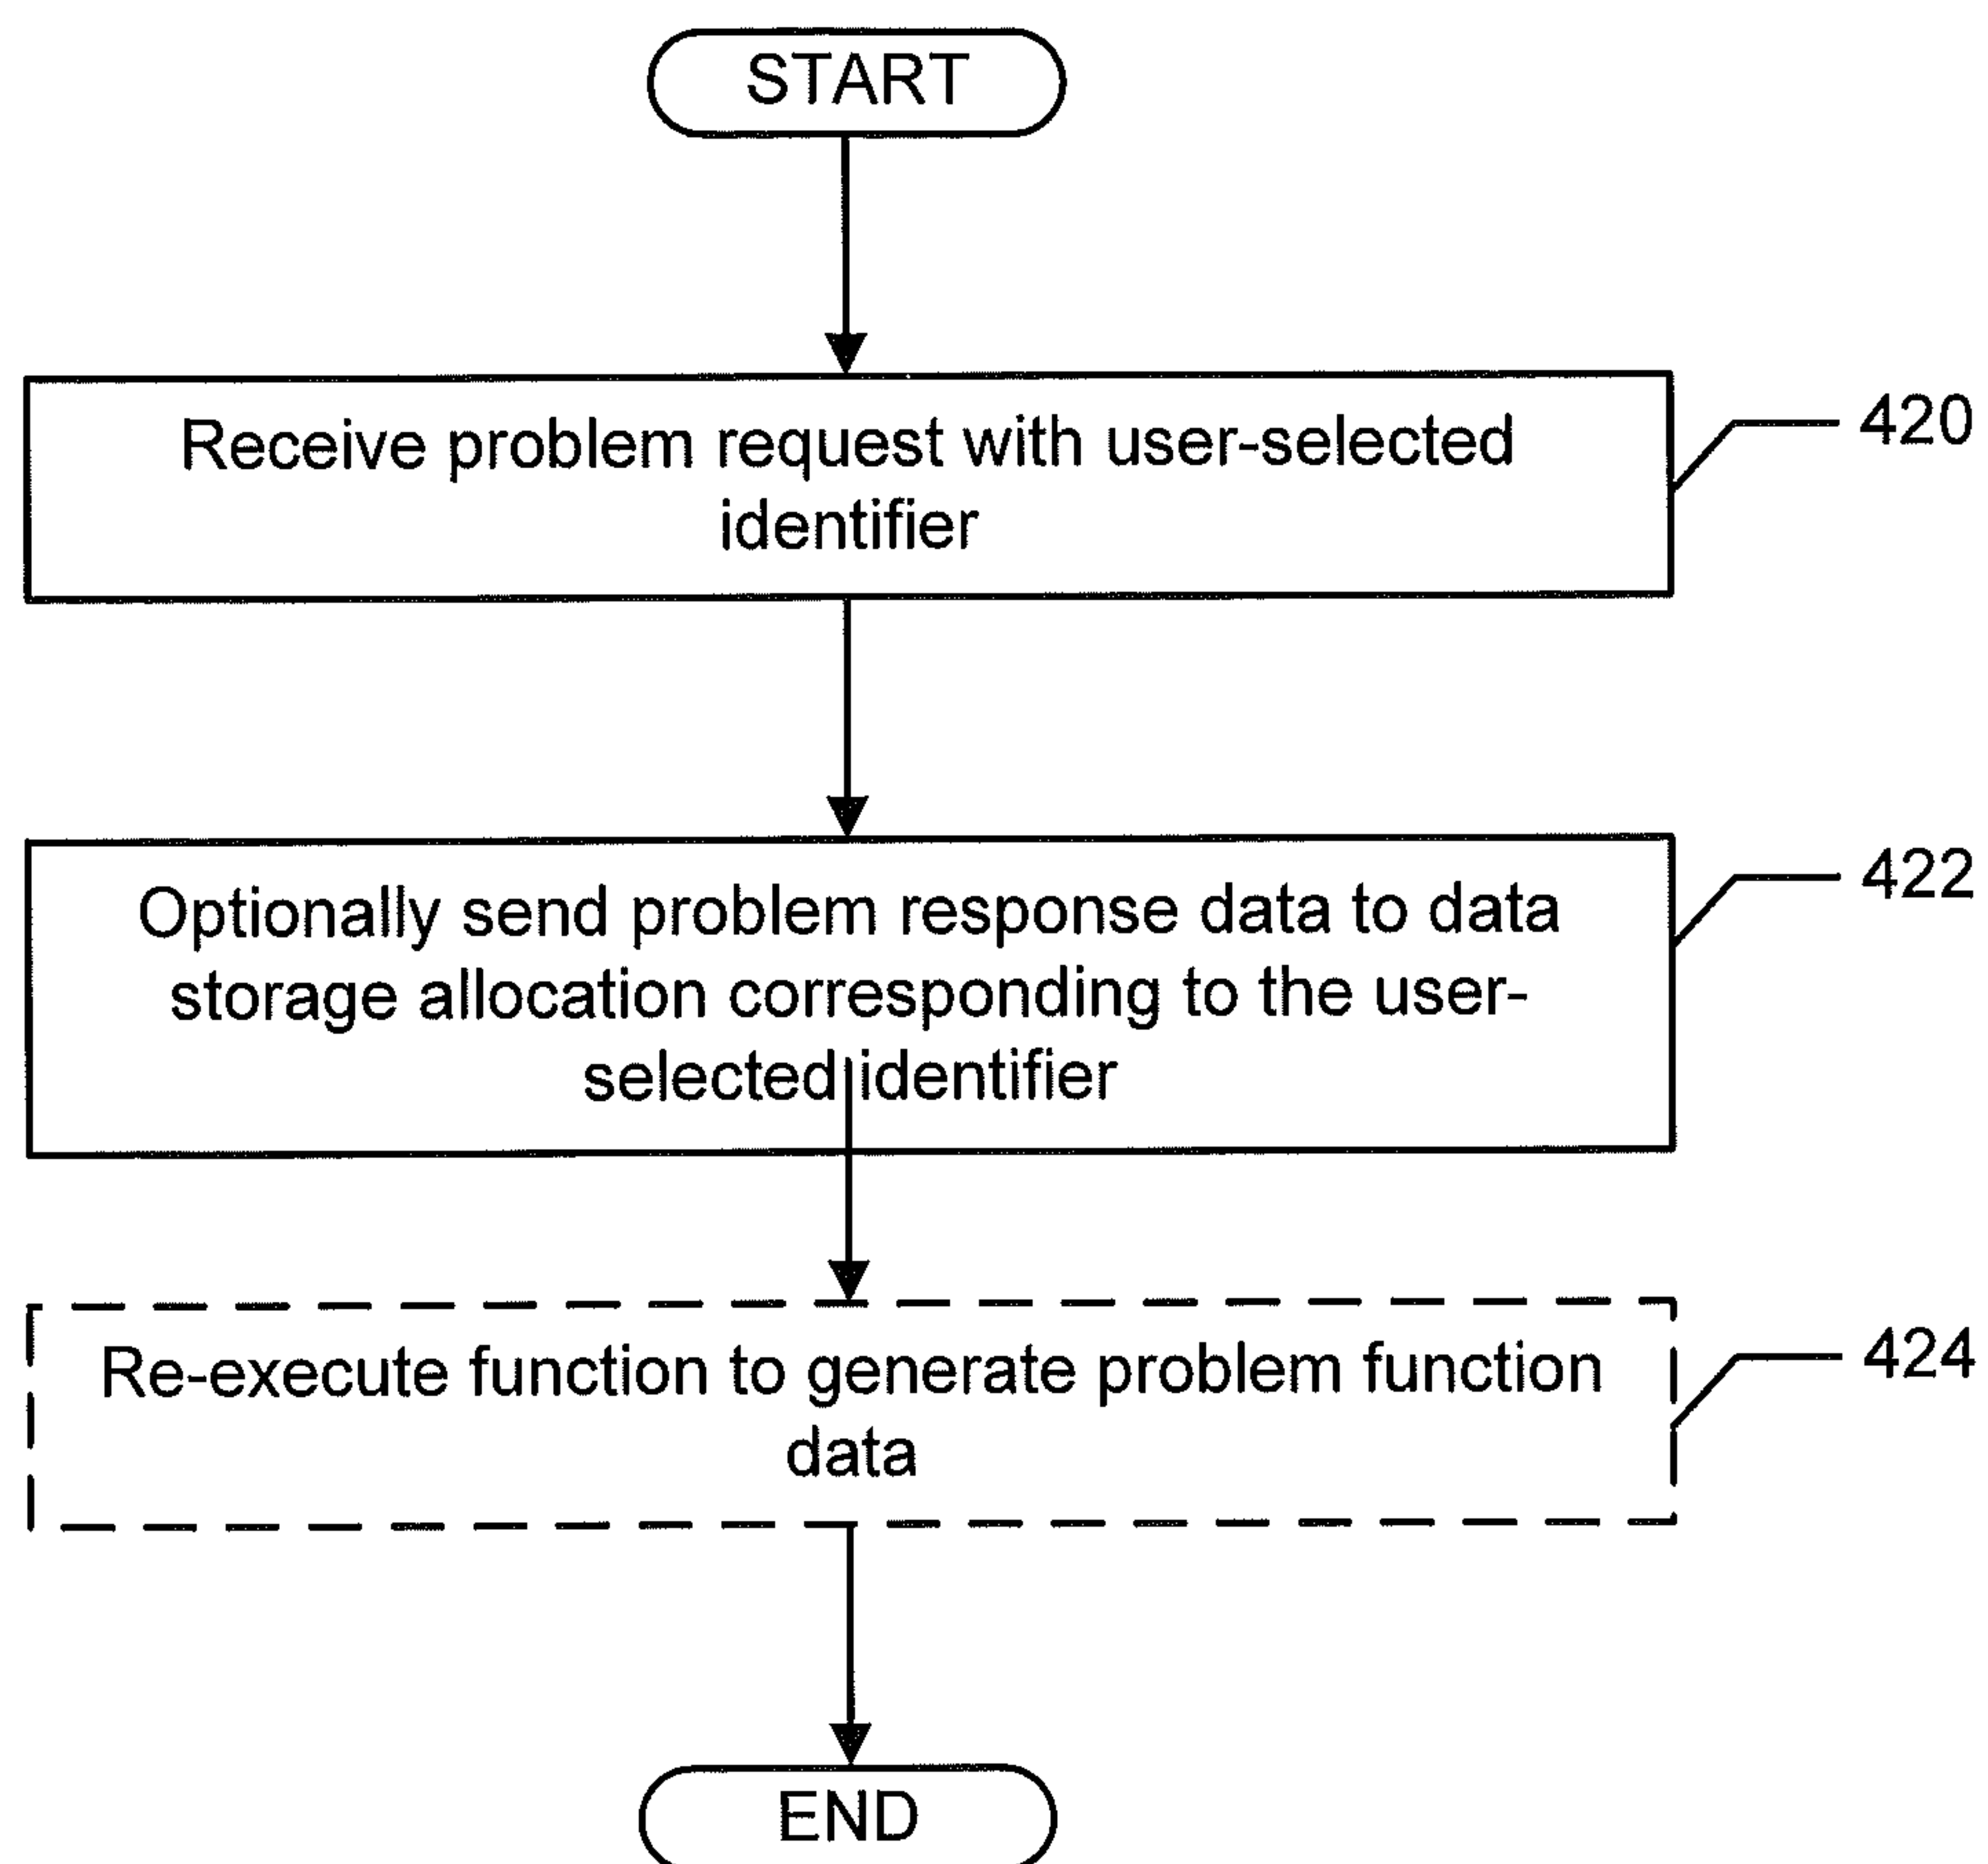 START
Receive problem request with user-selected
identifier
420
Optionally send problem response data to data
storage allocation corresponding to the user-
selected identifier
422
Re-execute function to generate problem function
data
424
END